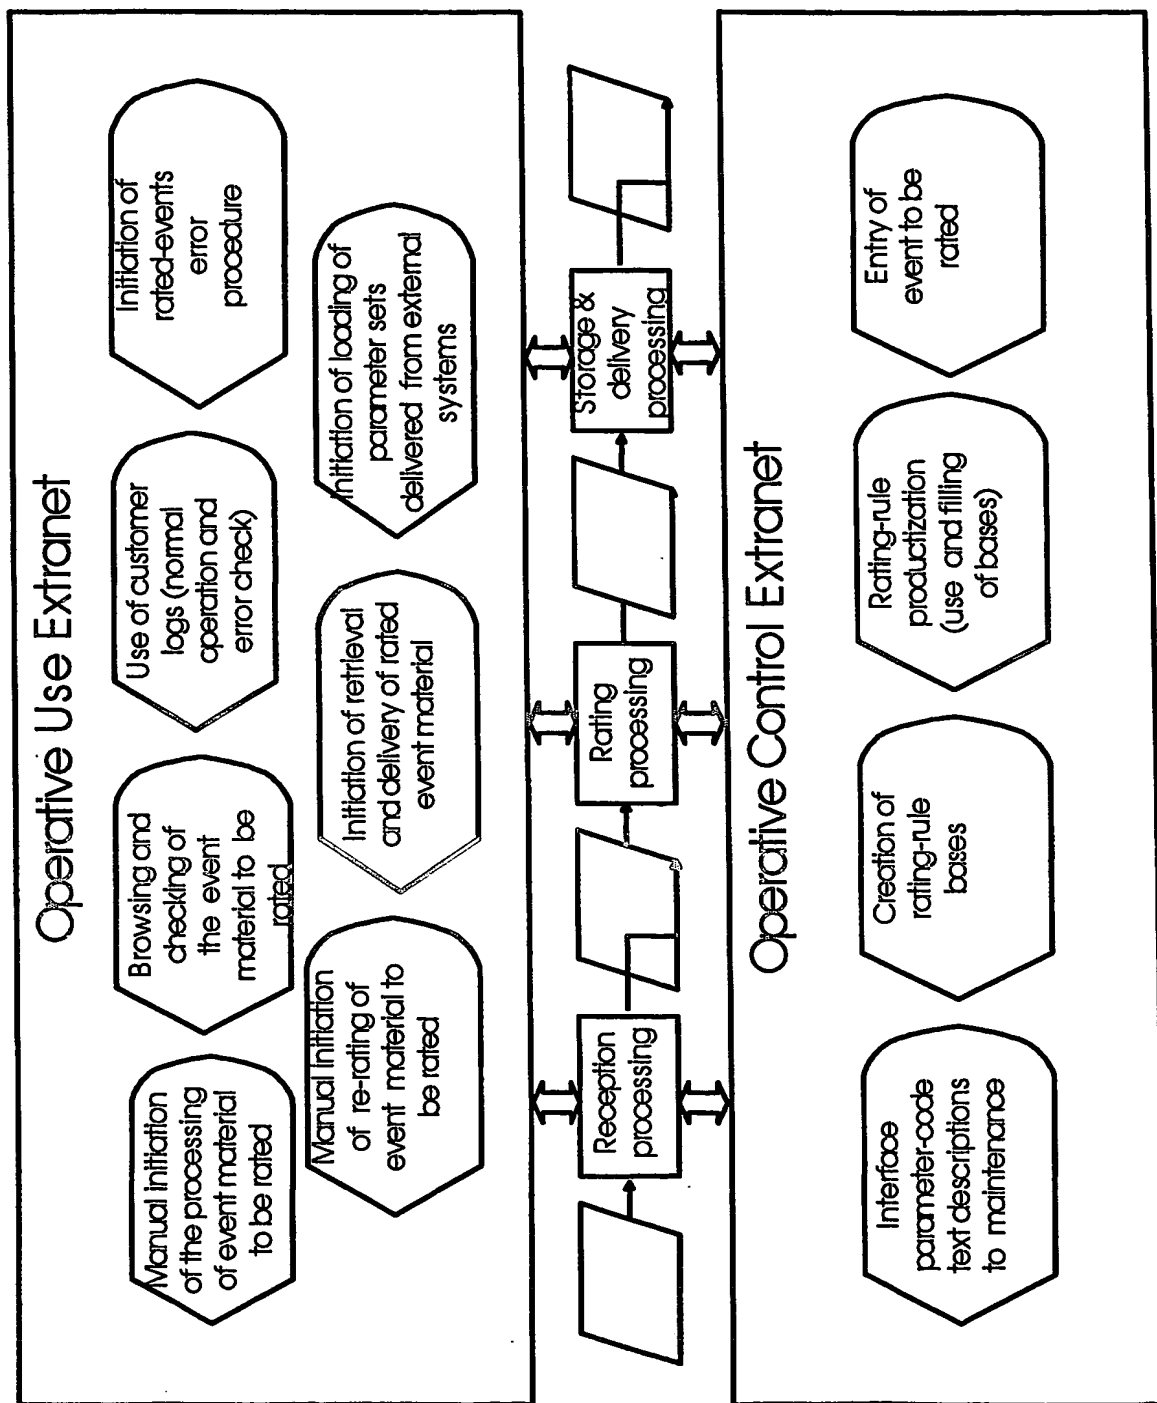 Operative Use Extranet
Manual initiation
of the processing
of event material
to be rated
Browsing and
checking of
the event
material to be
rated
Use of customer
logs (normal
operation and
error check)
Initiation of
rated-events
error
procedure
Manual initiation
of re-rating of
event material to
be rated
Initiation of retrieval
and delivery of rated
event material
Initiation of loading of
parameter sets
delivered from external
systems
Reception
processing
Rating
processing
Storage &
delivery
processing
Operative Control Extranet
Interface
parameter-code
text descriptions
to maintenance
Creation of
rating-rule
bases
Rating-rule
productization
(use and filling
of bases)
Entry of
event to be
rated